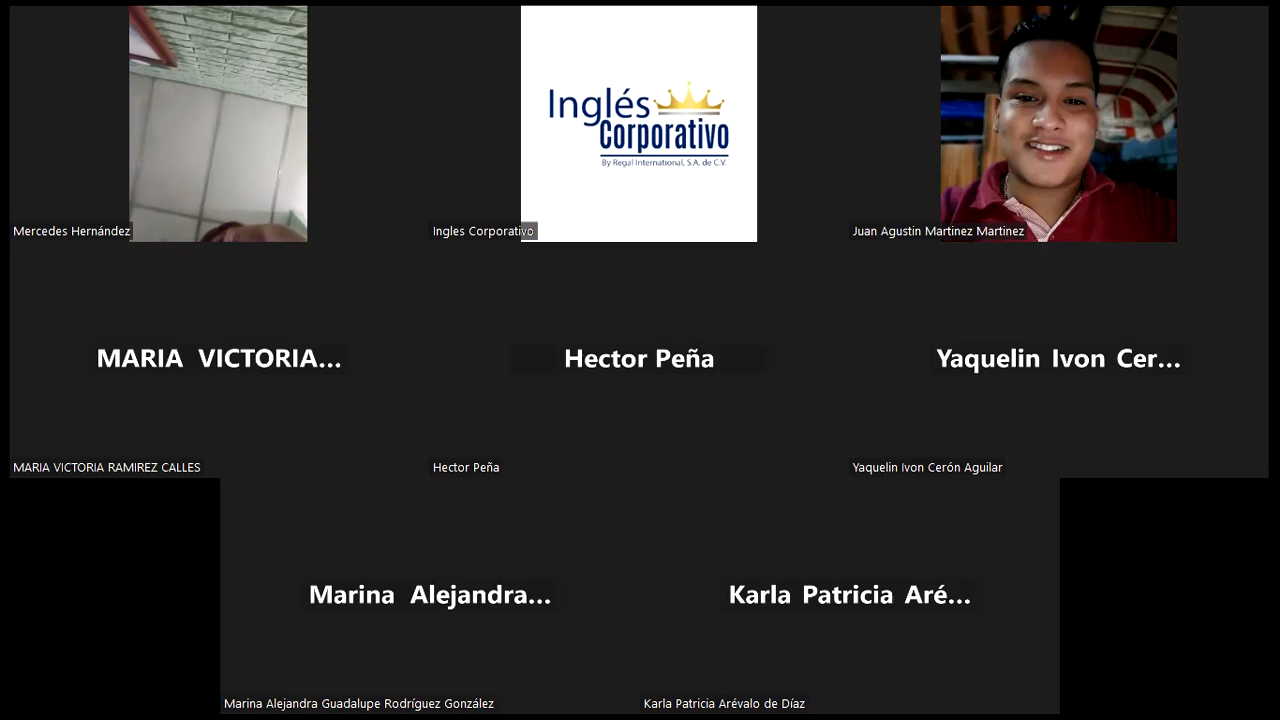 Inglés
Corporativo
By Regal International, S.A. de C.V.
Mercedes Hernández
Ingles Corporativo
Juan Agustin Martinez Martinez
MARIA VICTORIA...
Hector Peña
Yaquelin Ivon Cer...
MARIA VICTORIA RAMIREZ CALLES
Hector Peña
Yaquelin Ivon Cerón Aguilar
Marina Alejandra...
Karla Patricia Aré...
Marina Alejandra Guadalupe Rodríguez González
Karla Patricia Arévalo de Díaz